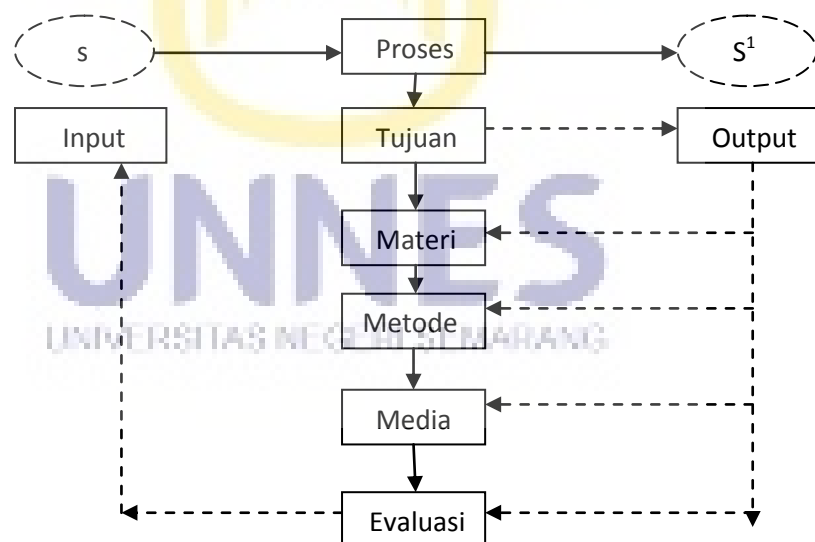 s
Proses
S¹
Input
Tujuan
Output
UNNES
Materi
Metode
UNIVERSITAS NEGERI SEMARANG
Media
Evaluasi